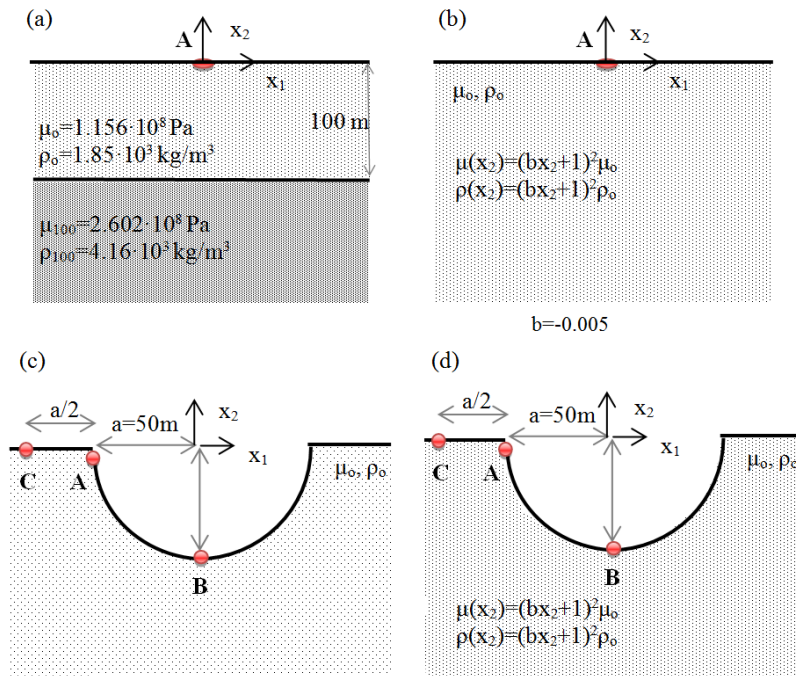 (a)
A
x₂
x₁
100 m
μₒ=1.156·10⁸ Pa
ρₒ=1.85·10³ kg/m³
μ₁₀₀=2.602·10⁸ Pa
ρ₁₀₀=4.16·10³ kg/m³
(b)
A
x₂
x₁
μₒ, ρₒ
μ(x₂)=(bx₂+1)²μₒ
ρ(x₂)=(bx₂+1)²ρₒ
b=-0.005
(c)
a/2
a=50m
x₂
x₁
C
A
μₒ, ρₒ
B
(d)
a/2
a=50m
x₂
x₁
C
A
μₒ, ρₒ
B
μ(x₂)=(bx₂+1)²μₒ
ρ(x₂)=(bx₂+1)²ρₒ